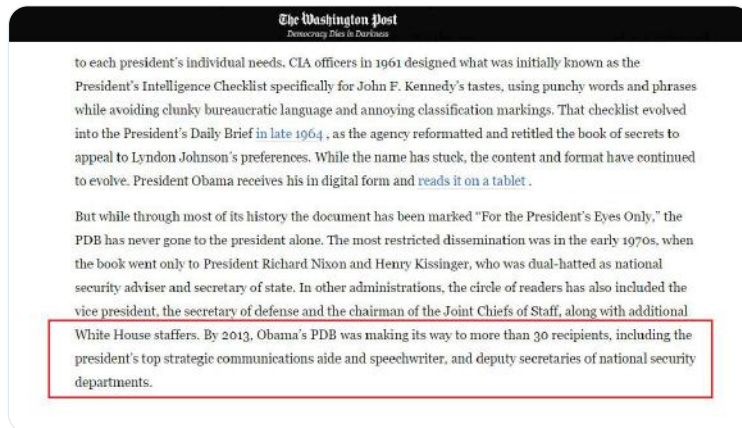 The Washington Post
Democracy Dies in Darkness
to each president's individual needs. CIA officers in 1961 designed what was initially known as the
President's Intelligence Checklist specifically for John F. Kennedy's tastes, using punchy words and phrases
while avoiding clunky bureaucratic language and annoying classification markings. That checklist evolved
into the President's Daily Brief in late 1964 , as the agency reformatted and retitled the book of secrets to
appeal to Lyndon Johnson's preferences. While the name has stuck, the content and format have continued
to evolve. President Obama receives his in digital form and reads it on a tablet .
But while through most of its history the document has been marked “For the President's Eyes Only,” the
PDB has never gone to the president alone. The most restricted dissemination was in the early 1970s, when
the book went only to President Richard Nixon and Henry Kissinger, who was dual-hatted as national
security adviser and secretary of state. In other administrations, the circle of readers has also included the
vice president, the secretary of defense and the chairman of the Joint Chiefs of Staff, along with additional
White House staffers. By 2013, Obama's PDB was making its way to more than 30 recipients, including the
president's top strategic communications aide and speechwriter, and deputy secretaries of national security
departments.